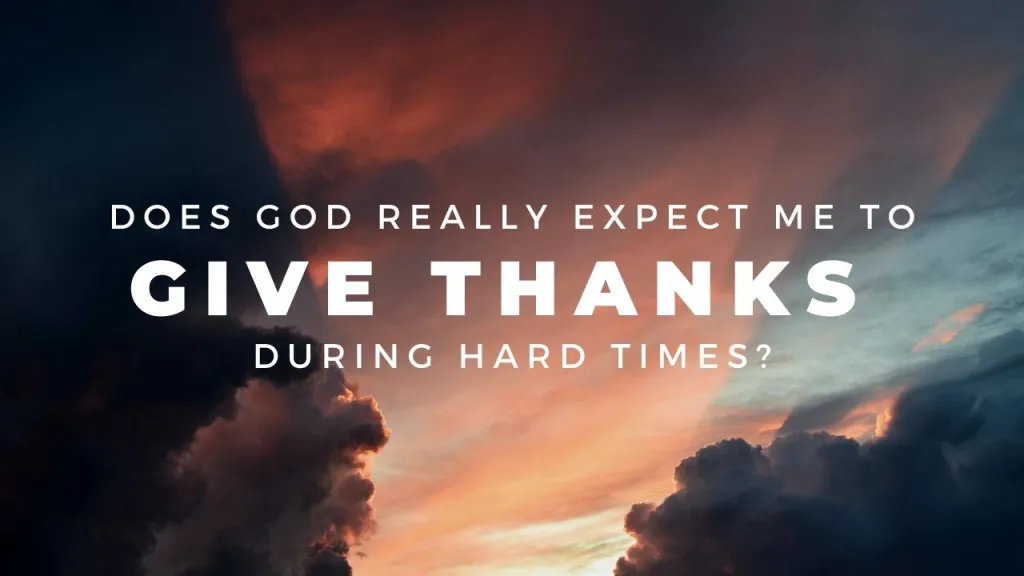 DOES GOD REALLY EXPECT ME TO
GIVE THANKS
DURING HARD TIMES?